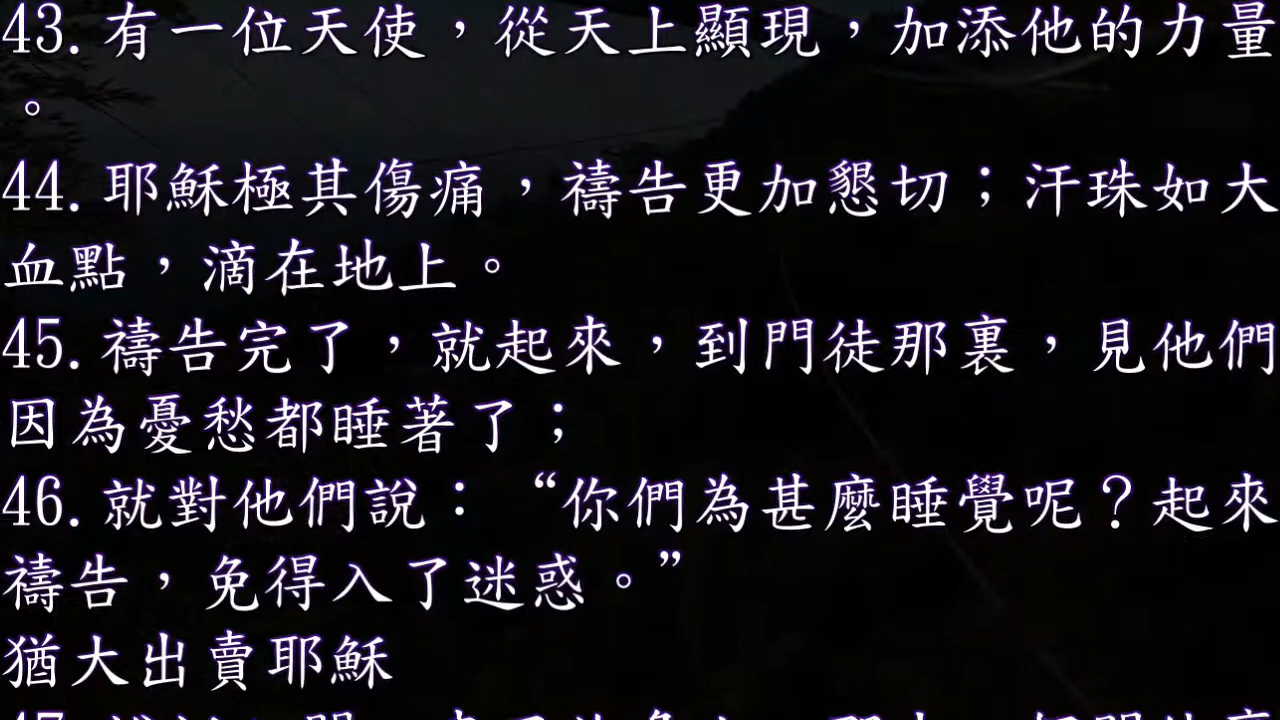 43.有一位天使，從天上顯現，加添他的力量
。
44.耶穌極其傷痛，禱告更加懇切；汗珠如大
血點，滴在地上。
45.禱告完了，就起來，到門徒那裏，見他們
因為憂愁都睡著了；
46.就對他們說：“你們為甚麼睡覺呢？起來
禱告，免得入了迷惑。”
猶大出賣耶穌